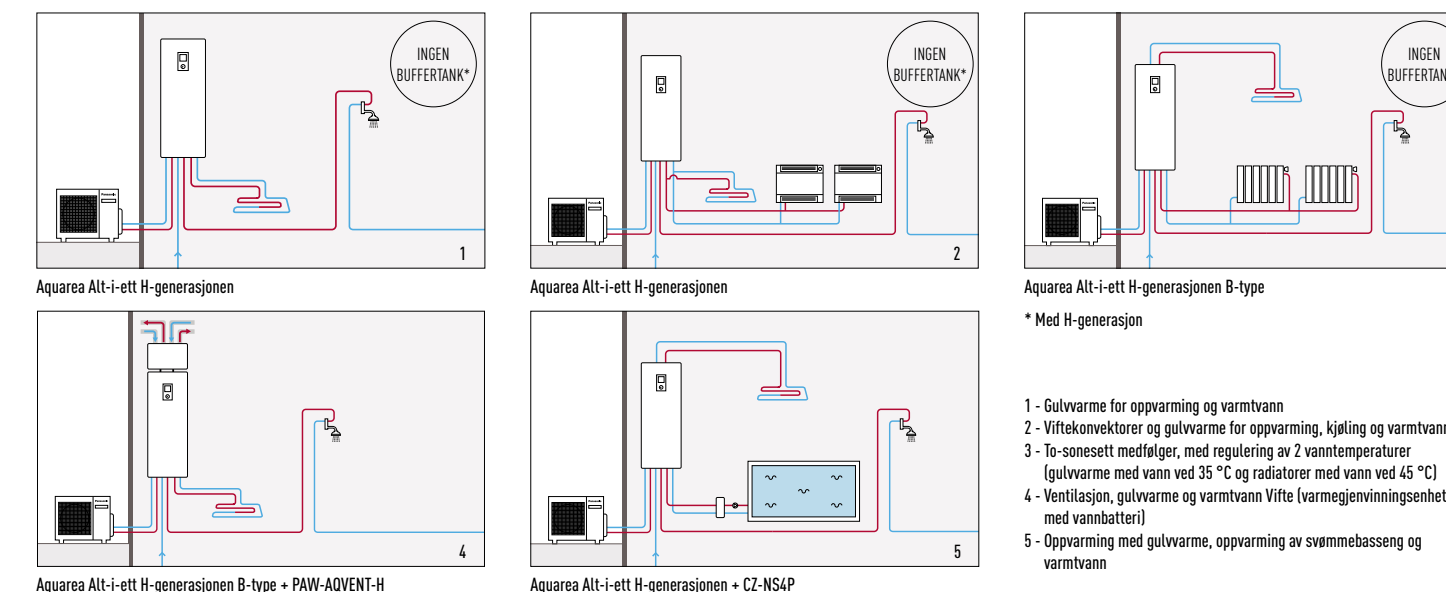 INGEN
BUFFERTANK*
1
Aquarea Alt-i-ett H-generasjonen
INGEN
BUFFERTANK*
2
Aquarea Alt-i-ett H-generasjonen
INGEN
Aquarea Alt-i-ett H-generasjonen B-type
* Med H-generasjon
4
Aquarea Alt-i-ett H-generasjonen B-type + PAW-AQVENT-H
5
Aquarea Alt-i-ett H-generasjonen + CZ-NS4P
1 - Gulvvarme for oppvarming og varmtvann
2 - Viftekonvektorer og gulvvarme for oppvarming, kjøling og varmtvann
3 - To-sonesett medfølger, med regulering av 2 vanntemperaturer
(gulvvarme med vann ved 35 °C og radiatorer med vann ved 45 °C)
4 - Ventilasjon, gulvvarme og varmtvann Vifte (varmegjenvinningsenhet
med vannbatteri)
5 - Oppvarming med gulvvarme, oppvarming av svømmebasseng og
varmtvann